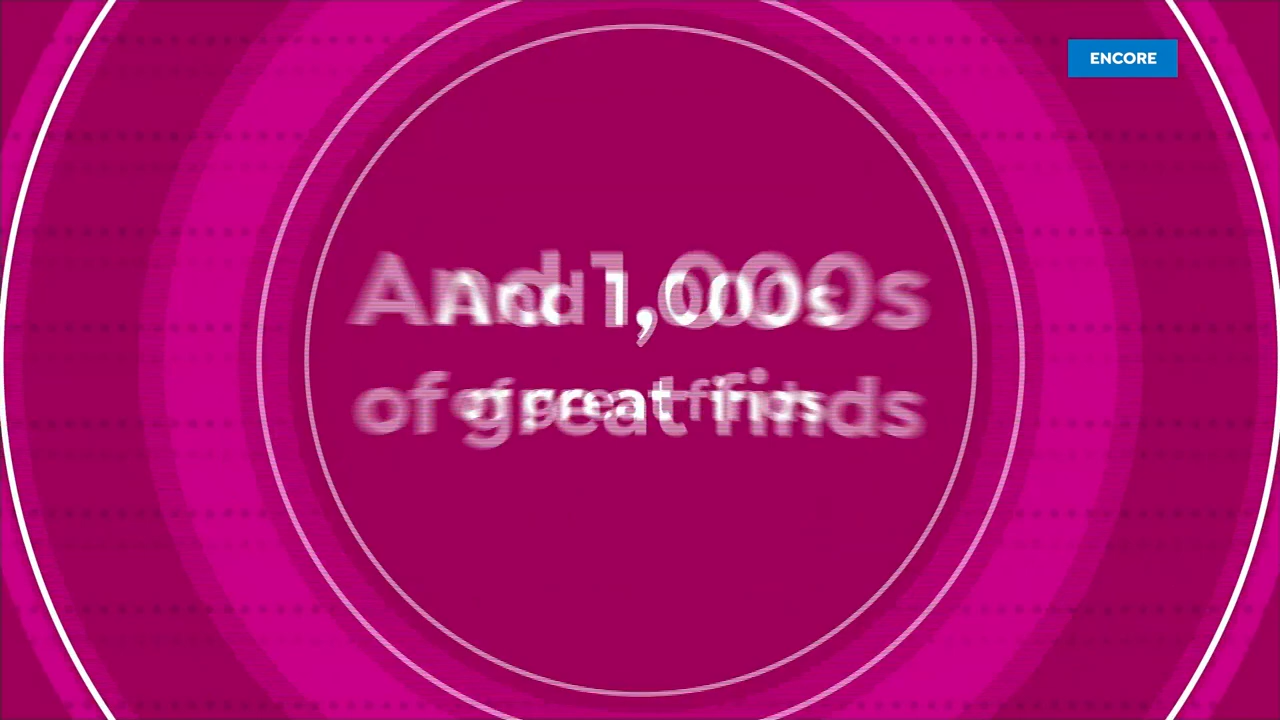 ENCORE
And 1,000s
of great finds